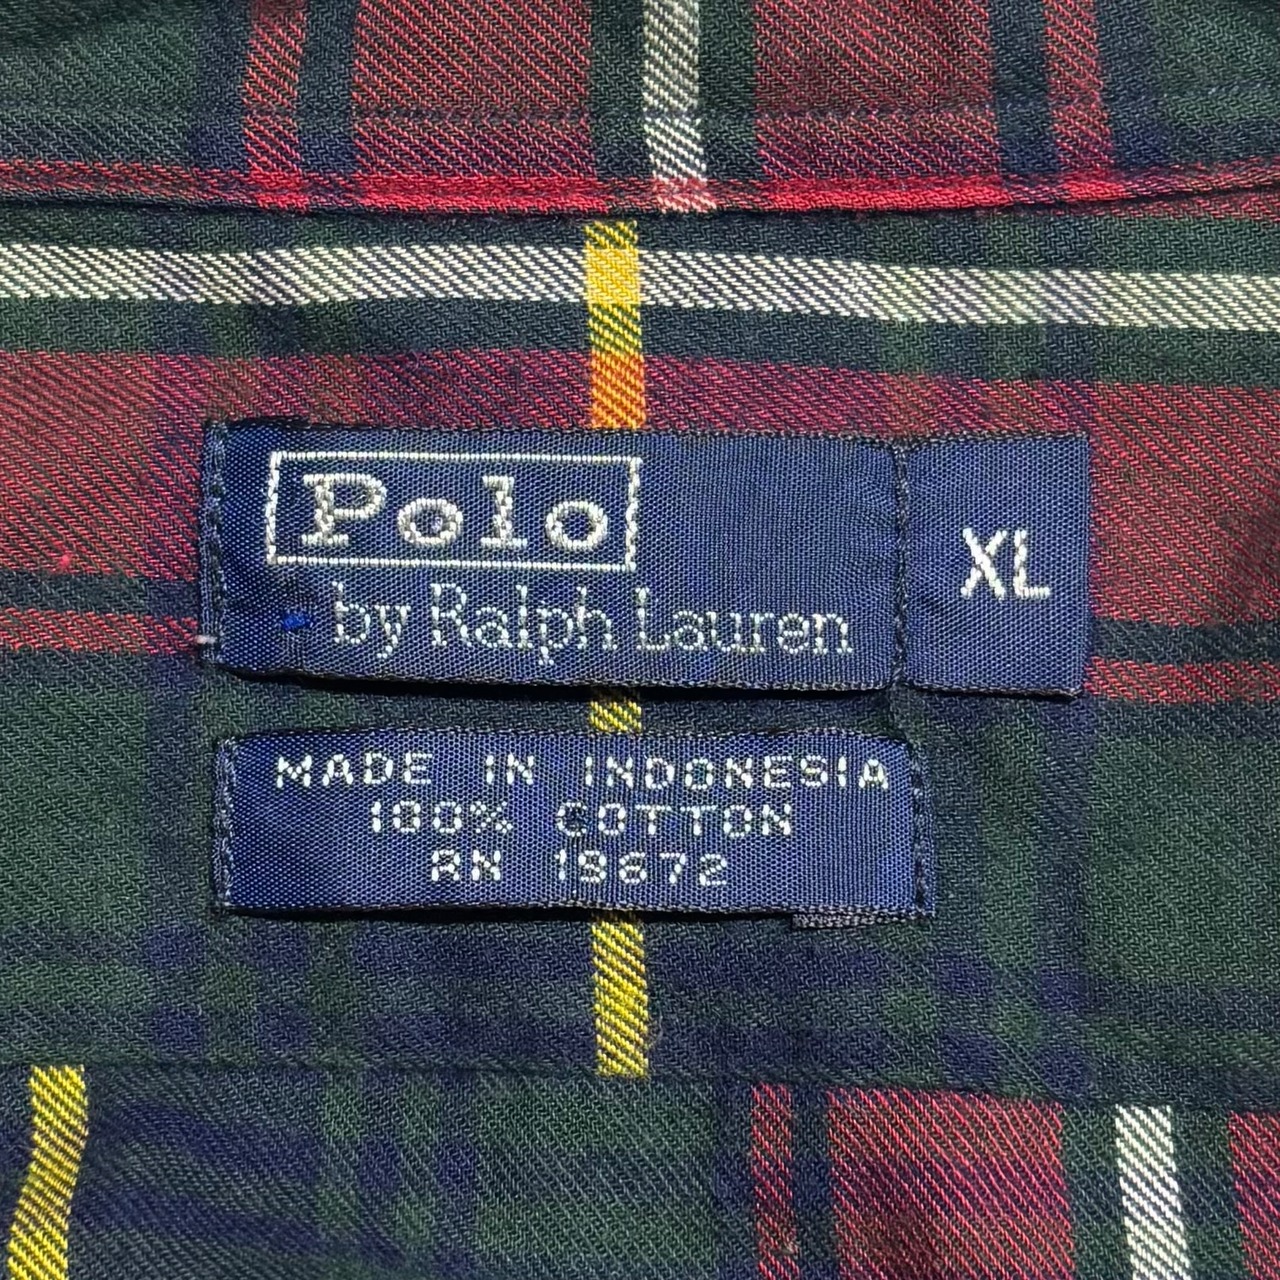 Polo
by Ralph Lauren
XL
MADE IN INDONESIA
100% COTTON
RN 19672